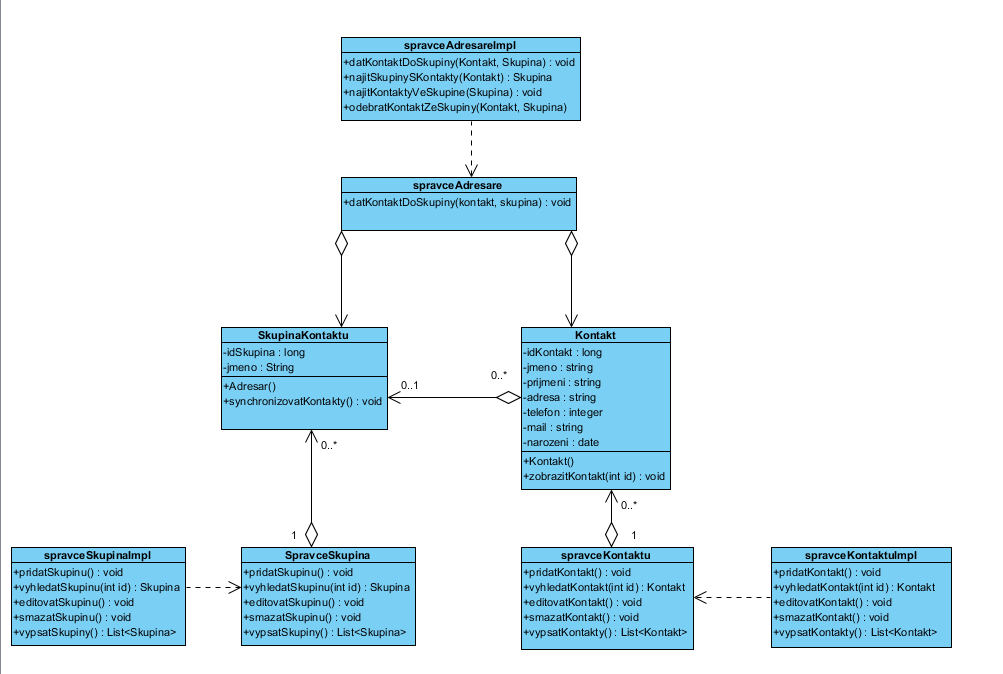 spravceAdresareImpl
+datKontaktDoSkupiny(Kontakt, Skupina) : void
+najitSkupinySKontakty(Kontakt) : Skupina
+najitKontaktyVeSkupine(Skupina) : void
+odebratKontaktZeSkupiny(Kontakt, Skupina)
spravceAdresare
+datKontaktDoSkupiny(kontakt, skupina) : void
SkupinaKontaktu
-idSkupina : long
-jmeno : String
+Adresar()
+synchronizovatKontakty() : void
0..1
0..*
Kontakt
-idKontakt : long
-jmeno : string
-prijmeni : string
-adresa : string
-telefon : integer
-mail : string
-narozeni : date
+Kontakt()
+zobrazitKontakt(int id) : void
0..*
1
0..*
1
spravceSkupinaImpl
+pridatSkupinu() : void
+vyhledatSkupinu(int id) : Skupina
+editovatSkupinu() : void
+smazatSkupinu() : void
+vypsatSkupiny() : List<Skupina>
SpravceSkupina
+pridatSkupinu() : void
+vyhledatSkupinu(int id) : Skupina
+editovatSkupinu() : void
+smazatSkupinu() : void
+vypsatSkupiny() : List<Skupina>
spravceKontaktu
+pridatKontakt() : void
+vyhledatKontakt(int id) : Kontakt
+editovatKontakt() : void
+smazatKontakt() : void
+vypsatKontakty() : List<Kontakt>
spravceKontaktuImpl
+pridatKontakt() : void
+vyhledatKontakt(int id) : Kontakt
+editovatKontakt() : void
+smazatKontakt() : void
+vypsatKontakty() : List<Kontakt>